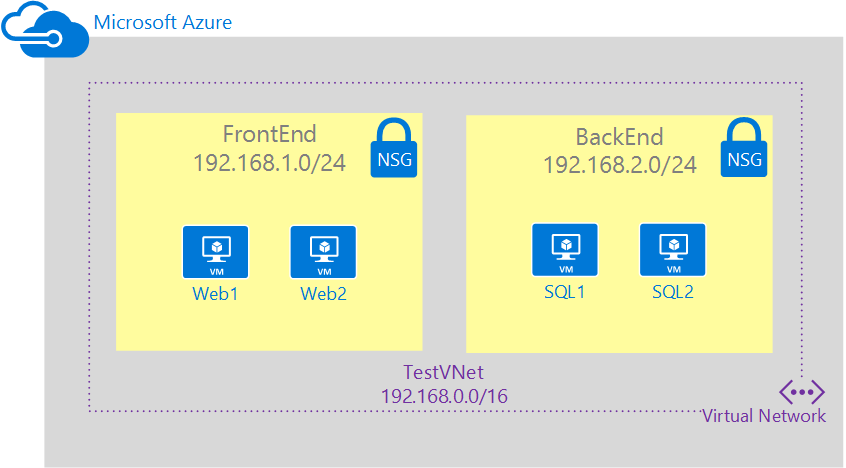 Microsoft Azure
FrontEnd
192.168.1.0/24
NSG
BackEnd
192.168.2.0/24
NSG
VM
Web1
VM
Web2
VM
SQL1
VM
SQL2
TestVNet
192.168.0.0/16
Virtual Network